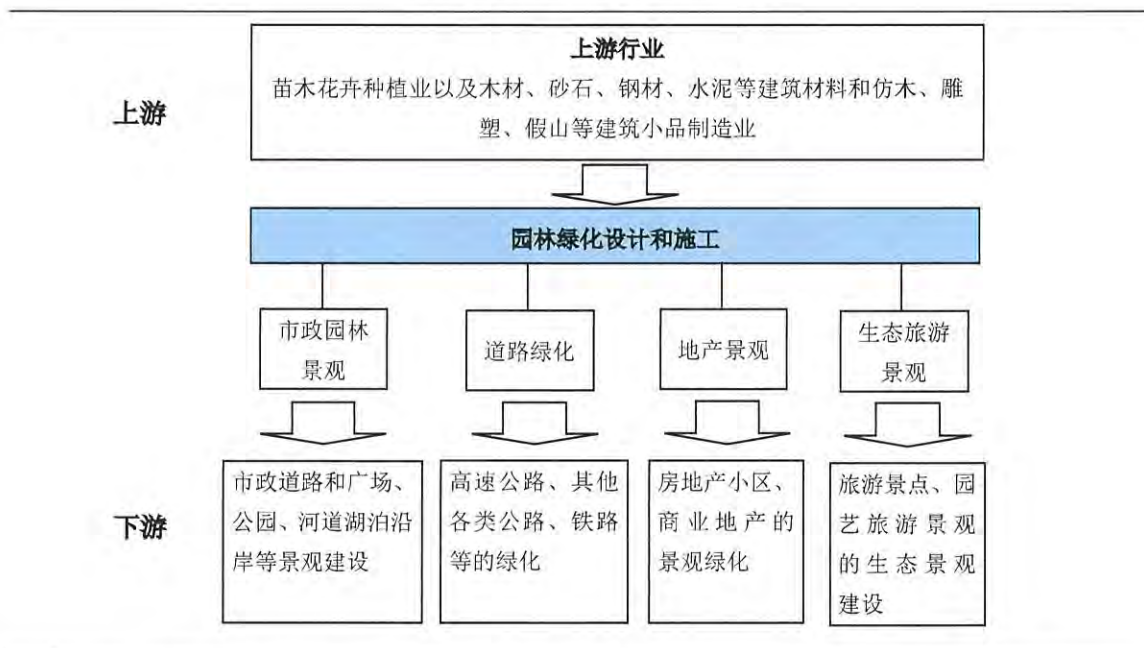 上游
上游行业
苗木花卉种植业以及木材、砂石、钢材、水泥等建筑材料和仿木、雕
塑、假山等建筑小品制造业
园林绿化设计和施工
市政园林
景观
道路绿化
地产景观
生态旅游
景观
下游
市政道路和广场、
公园、河道湖泊沿
岸等景观建设
高速公路、其他
各类公路、铁路
等的绿化
房地产小区、
商业地产的
景观绿化
旅游景点、园
艺旅游景观
的生态景观
建设